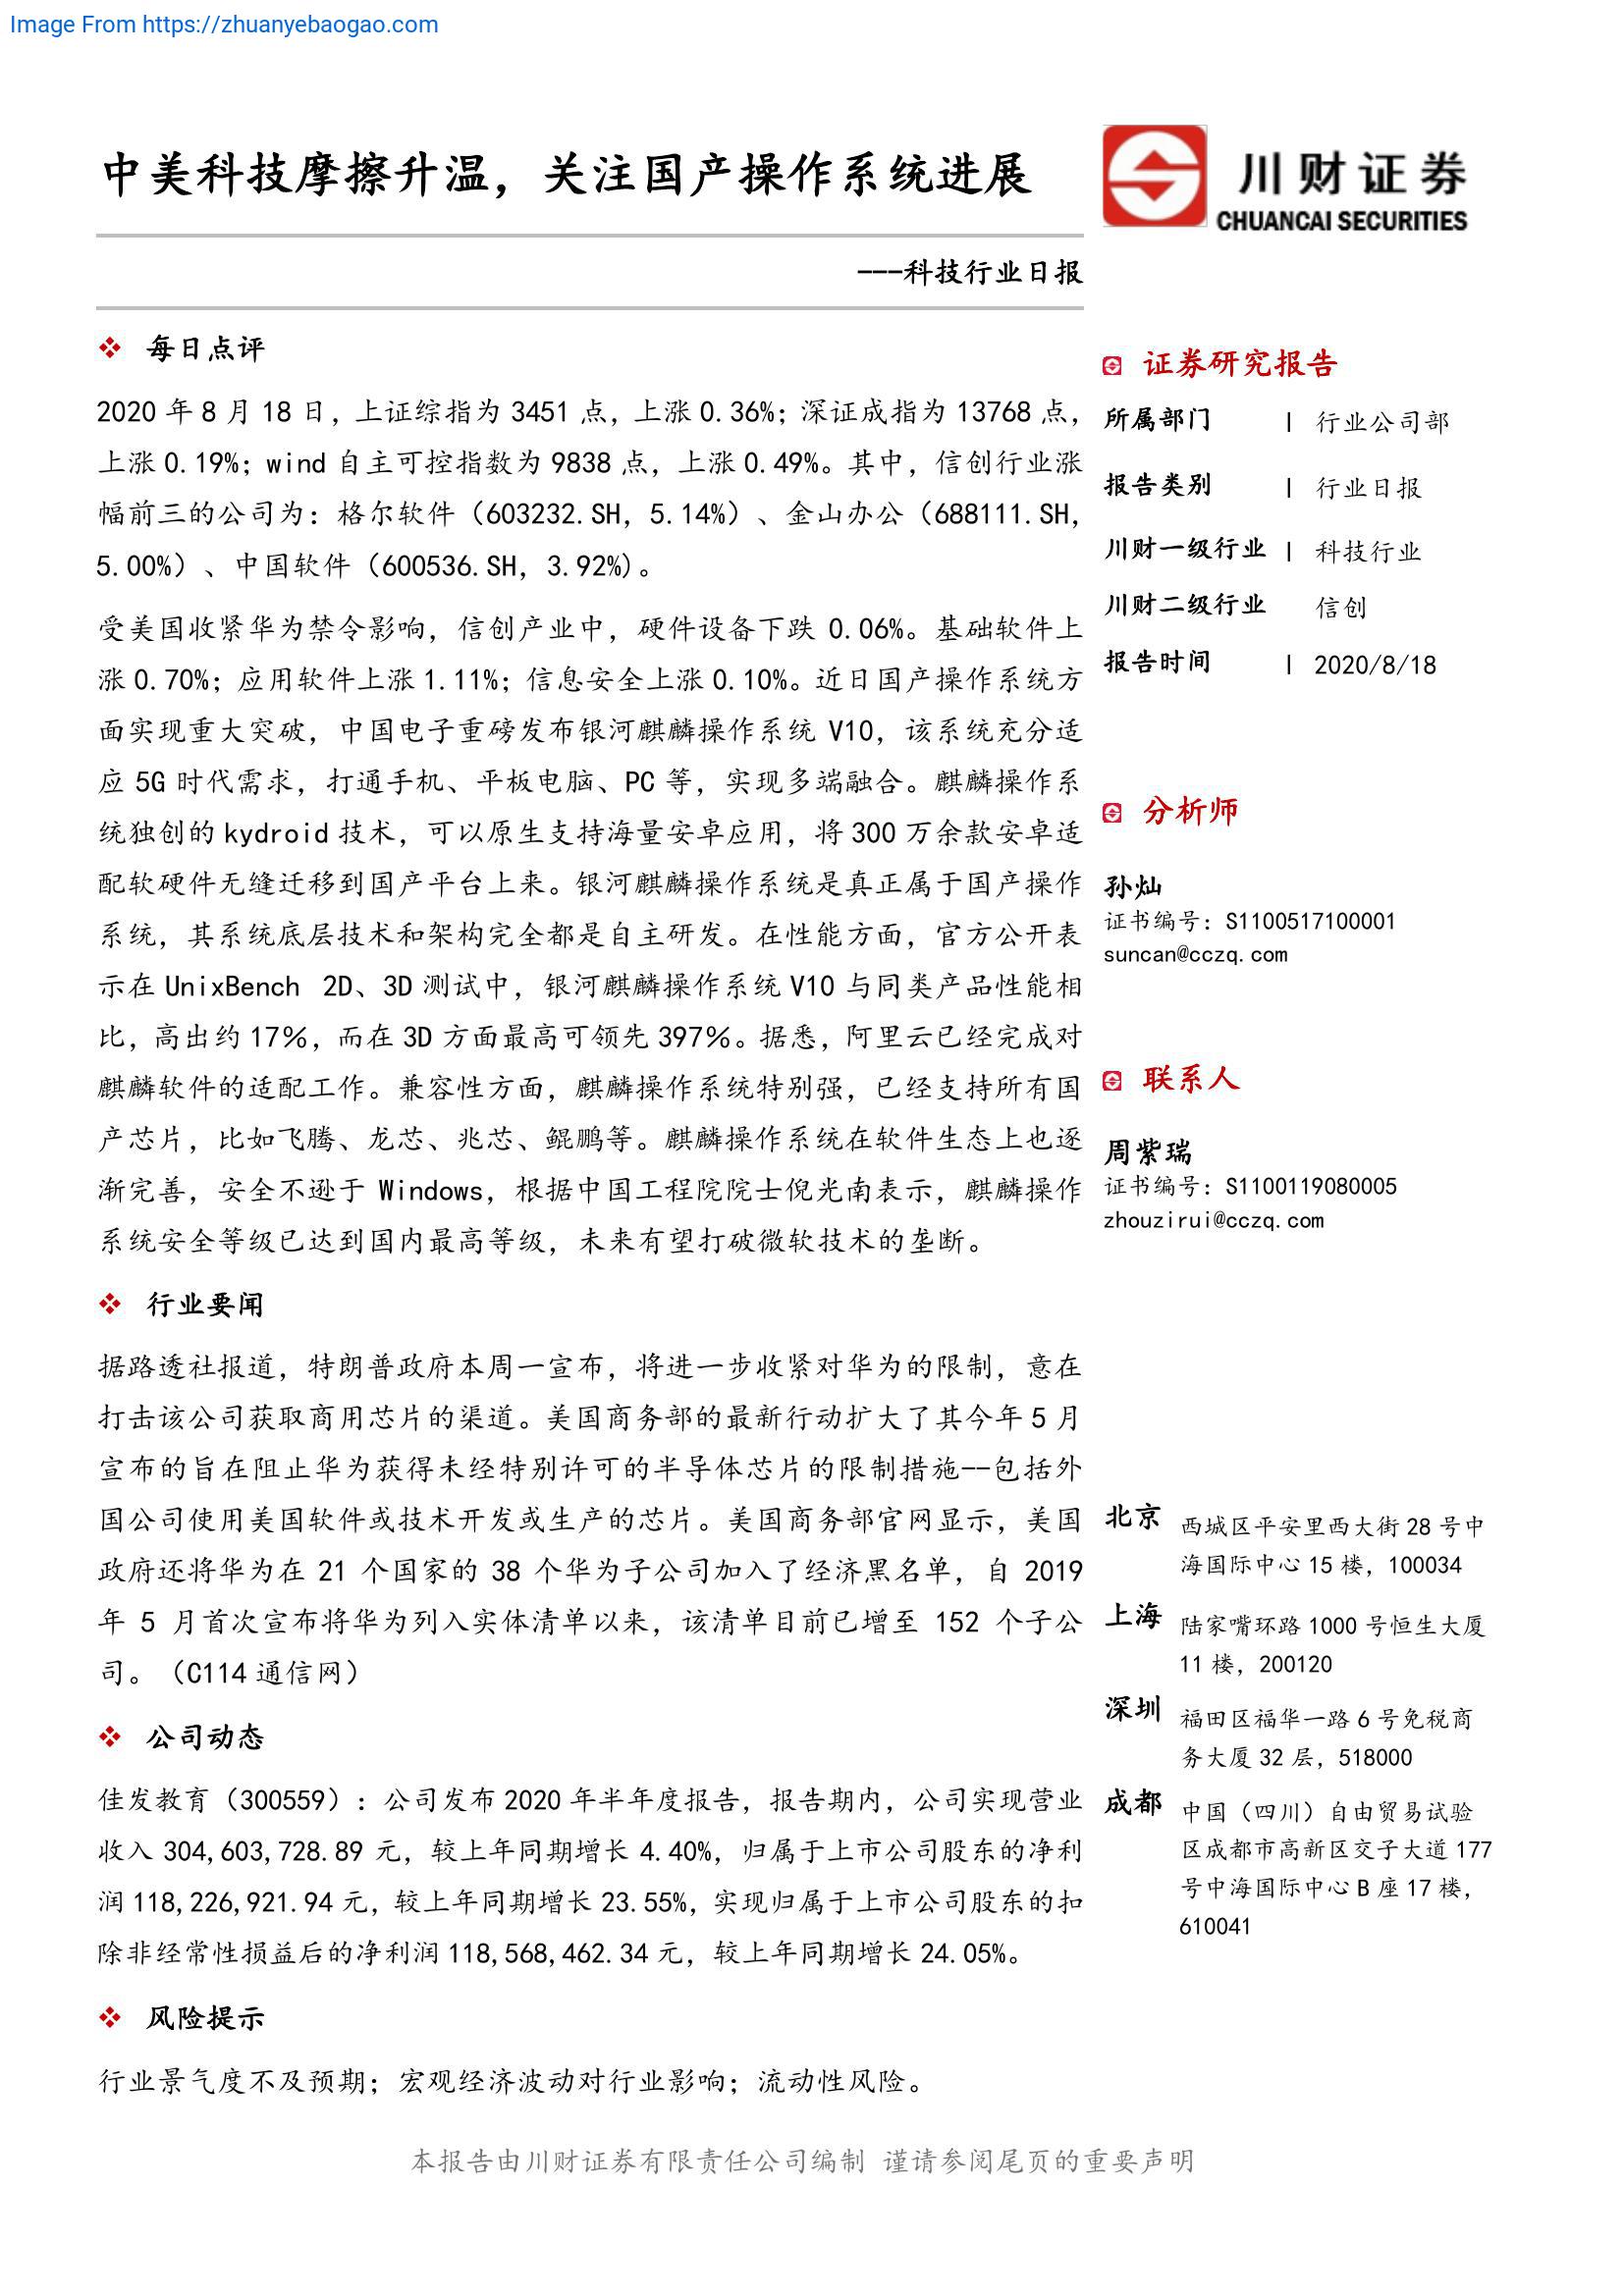 Image From https://zhuanyebaogao.com
中美科技摩擦升温，关注国产操作系统进展
川财证券
CHUANCAI SECURITIES
---科技行业日报
每日点评
2020 年 8 月 18 日，上证综指为 3451 点，上涨 0.36%；深证成指为 13768 点，
上涨 0.19%；wind 自主可控指数为 9838 点，上涨 0.49%。其中，信创行业涨
幅前三的公司为：格尔软件（603232.SH，5.14%）、金山办公（688111.SH，
5.00%）、中国软件（600536.SH，3.92%)。
受美国收紧华为禁令影响，信创产业中，硬件设备下跌 0.06%。基础软件上
涨 0.70%；应用软件上涨 1.11%；信息安全上涨 0.10%。近日国产操作系统方
面实现重大突破，中国电子重磅发布银河麒麟操作系统 V10，该系统充分适
应 5G 时代需求，打通手机、平板电脑、PC 等，实现多端融合。麒麟操作系
统独创的 kydroid 技术，可以原生支持海量安卓应用，将 300 万余款安卓适
配软硬件无缝迁移到国产平台上来。银河麒麟操作系统是真正属于国产操作
系统，其系统底层技术和架构完全都是自主研发。在性能方面，官方公开表
示在 UnixBench 2D、3D 测试中，银河麒麟操作系统 V10 与同类产品性能相
比，高出约 17％，而在 3D 方面最高可领先 397％。据悉，阿里云已经完成对
麒麟软件的适配工作。兼容性方面，麒麟操作系统特别强，已经支持所有国
产芯片，比如飞腾、龙芯、兆芯、鲲鹏等。麒麟操作系统在软件生态上也逐
渐完善，安全不逊于 Windows，根据中国工程院院士倪光南表示，麒麟操作
系统安全等级已达到国内最高等级，未来有望打破微软技术的垄断。
行业要闻
据路透社报道，特朗普政府本周一宣布，将进一步收紧对华为的限制，意在
打击该公司获取商用芯片的渠道。美国商务部的最新行动扩大了其今年 5 月
宣布的旨在阻止华为获得未经特别许可的半导体芯片的限制措施--包括外
国公司使用美国软件或技术开发或生产的芯片。美国商务部官网显示，美国
政府还将华为在 21 个国家的 38 个华为子公司加入了经济黑名单，自 2019
年 5 月首次宣布将华为列入实体清单以来，该清单目前已增至 152 个子公
司。（C114 通信网）
公司动态
佳发教育（300559）：公司发布 2020 年半年度报告，报告期内，公司实现营业
收入 304,603,728.89 元，较上年同期增长 4.40%，归属于上市公司股东的净利
润 118,226,921.94 元，较上年同期增长 23.55%，实现归属于上市公司股东的扣
除非经常性损益后的净利润 118,568,462.34 元，较上年同期增长 24.05%。
风险提示
行业景气度不及预期；宏观经济波动对行业影响；流动性风险。
证券研究报告
所属部门 | 行业公司部
报告类别 | 行业日报
川财一级行业 | 科技行业
川财二级行业 信创
报告时间 | 2020/8/18
分析师
孙灿
证书编号：S1100517100001
suncan@cczq.com
联系人
周紫瑞
证书编号：S1100119080005
zhouzirui@cczq.com
北京 西城区平安里西大街 28 号中
海国际中心 15 楼，100034
上海 陆家嘴环路 1000 号恒生大厦
11 楼，200120
深圳 福田区福华一路 6 号免税商
务大厦 32 层，518000
成都 中国（四川）自由贸易试验
区成都市高新区交子大道 177
号中海国际中心 B 座 17 楼，
610041
本报告由川财证券有限责任公司编制 谨请参阅尾页的重要声明